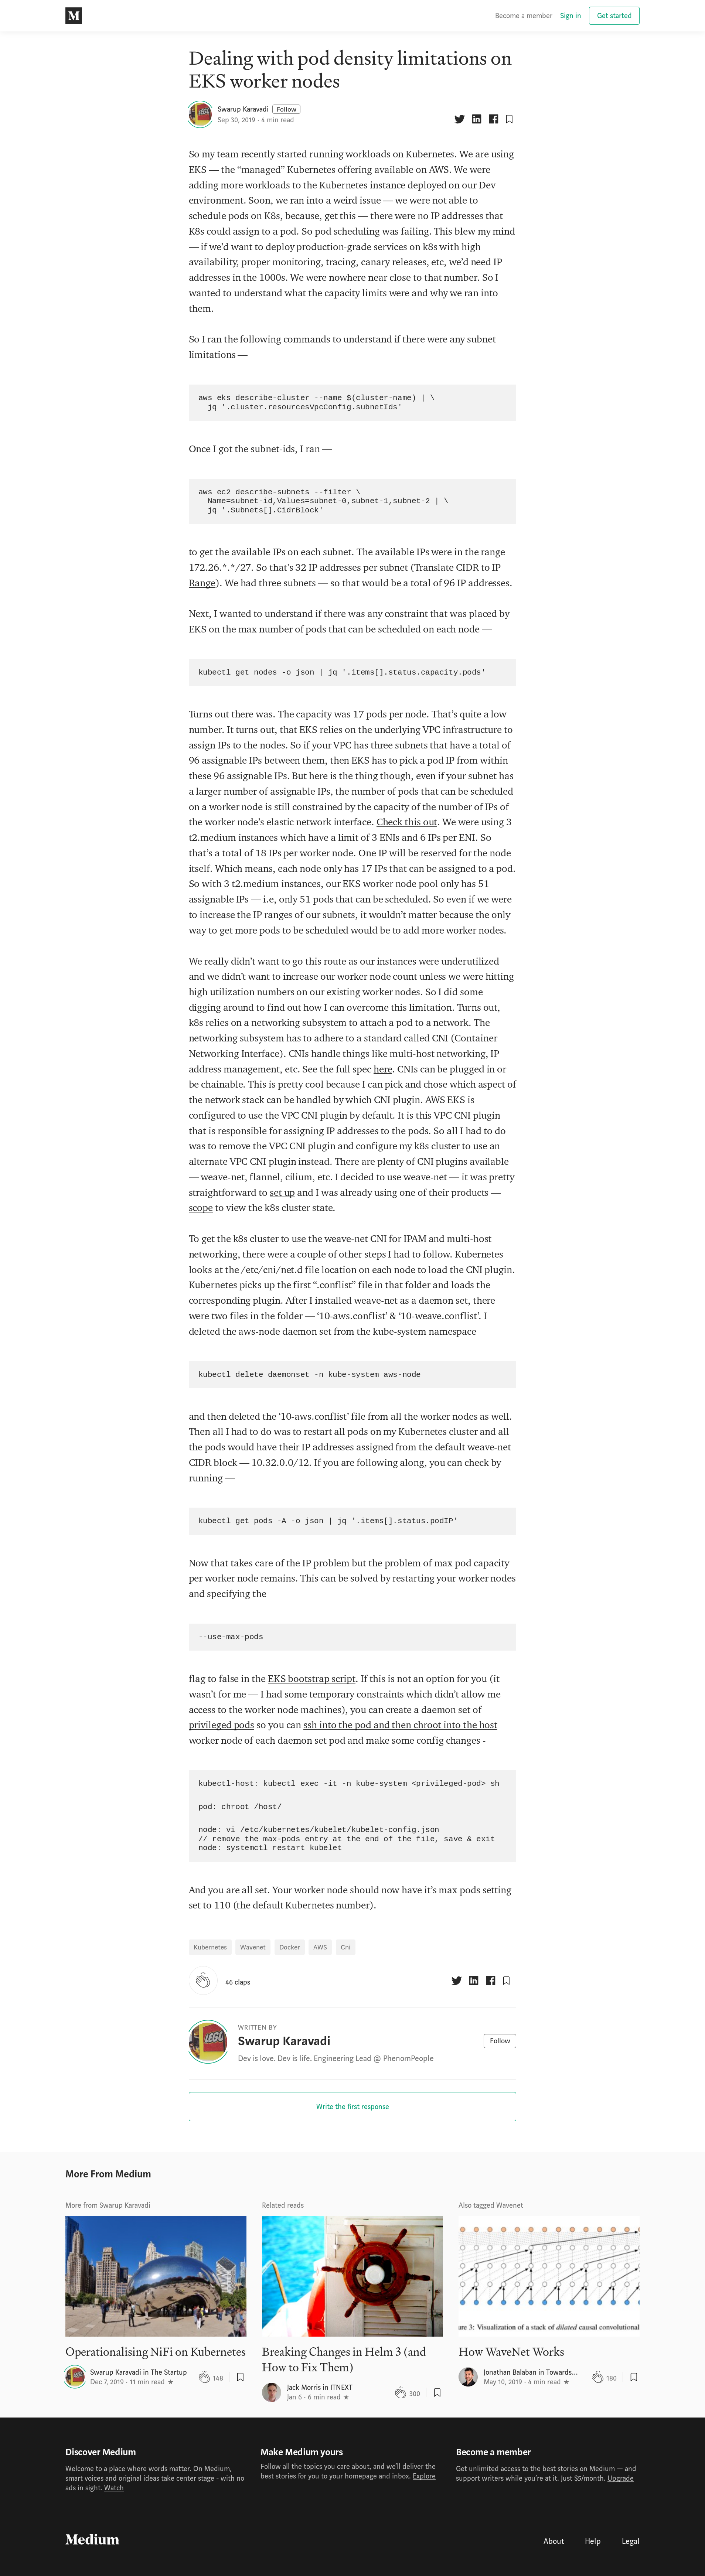 M
Become a member Sign in Get started
Dealing with pod density limitations on
EKS worker nodes
Swarup Karavadi Follow
Sep 30, 2019 · 4 min read
So my team recently started running workloads on Kubernetes. We are using
EKS — the “managed” Kubernetes offering available on AWS. We were
adding more workloads to the Kubernetes instance deployed on our Dev
environment. Soon, we ran into a weird issue — we were not able to
schedule pods on K8s, because, get this — there were no IP addresses that
K8s could assign to a pod. So pod scheduling was failing. This blew my mind
— if we’d want to deploy production-grade services on k8s with high
availability, proper monitoring, tracing, canary releases, etc, we’d need IP
addresses in the 1000s. We were nowhere near close to that number. So I
wanted to understand what the capacity limits were and why we ran into
them.
So I ran the following commands to understand if there were any subnet
limitations —
aws eks describe-cluster --name $(cluster-name) | \
jq '.cluster.resourcesVpcConfig.subnetIds'
Once I got the subnet-ids, I ran —
aws ec2 describe-subnets --filter \
Name=subnet-id,Values=subnet-0,subnet-1,subnet-2 | \
jq '.Subnets[].CidrBlock'
to get the available IPs on each subnet. The available IPs were in the range
172.26.*.*/27. So that’s 32 IP addresses per subnet (Translate CIDR to IP
Range). We had three subnets — so that would be a total of 96 IP addresses.
Next, I wanted to understand if there was any constraint that was placed by
EKS on the max number of pods that can be scheduled on each node —
kubectl get nodes -o json | jq '.items[].status.capacity.pods'
Turns out there was. The capacity was 17 pods per node. That’s quite a low
number. It turns out, that EKS relies on the underlying VPC infrastructure to
assign IPs to the nodes. So if your VPC has three subnets that have a total of
96 assignable IPs between them, then EKS has to pick a pod IP from within
these 96 assignable IPs. But here is the thing though, even if your subnet has
a larger number of assignable IPs, the number of pods that can be scheduled
on a worker node is still constrained by the capacity of the number of IPs of
the worker node’s elastic network interface. Check this out. We were using 3
t2.medium instances which have a limit of 3 ENIs and 6 IPs per ENI. So
that’s a total of 18 IPs per worker node. One IP will be reserved for the node
itself. Which means, each node only has 17 IPs that can be assigned to a pod.
So with 3 t2.medium instances, our EKS worker node pool only has 51
assignable IPs — i.e, only 51 pods that can be scheduled. So even if we were
to increase the IP ranges of our subnets, it wouldn’t matter because the only
way to get more pods to be scheduled would be to add more worker nodes.
We really didn’t want to go this route as our instances were underutilized
and we didn’t want to increase our worker node count unless we were hitting
high utilization numbers on our existing worker nodes. So I did some
digging around to find out how I can overcome this limitation. Turns out,
k8s relies on a networking subsystem to attach a pod to a network. The
networking subsystem has to adhere to a standard called CNI (Container
Networking Interface). CNIs handle things like multi-host networking, IP
address management, etc. See the full spec here. CNIs can be plugged in or
be chainable. This is pretty cool because I can pick and chose which aspect of
the network stack can be handled by which CNI plugin. AWS EKS is
configured to use the VPC CNI plugin by default. It is this VPC CNI plugin
that is responsible for assigning IP addresses to the pods. So all I had to do
was to remove the VPC CNI plugin and configure my k8s cluster to use an
alternate VPC CNI plugin instead. There are plenty of CNI plugins available
— weave-net, flannel, cilium, etc. I decided to use weave-net — it was pretty
straightforward to set up and I was already using one of their products —
scope to view the k8s cluster state.
To get the k8s cluster to use the weave-net CNI for IPAM and multi-host
networking, there were a couple of other steps I had to follow. Kubernetes
looks at the /etc/cni/net.d file location on each node to load the CNI plugin.
Kubernetes picks up the first “.conflist” file in that folder and loads the
corresponding plugin. After I installed weave-net as a daemon set, there
were two files in the folder — ‘10-aws.conflist’ & ‘10-weave.conflist’. I
deleted the aws-node daemon set from the kube-system namespace
kubectl delete daemonset -n kube-system aws-node
and then deleted the ‘10-aws.conflist’ file from all the worker nodes as well.
Then all I had to do was to restart all pods on my Kubernetes cluster and all
the pods would have their IP addresses assigned from the default weave-net
CIDR block — 10.32.0.0/12. If you are following along, you can check by
running —
kubectl get pods -A -o json | jq '.items[].status.podIP'
Now that takes care of the IP problem but the problem of max pod capacity
per worker node remains. This can be solved by restarting your worker nodes
and specifying the
--use-max-pods
flag to false in the EKS bootstrap script. If this is not an option for you (it
wasn’t for me — I had some temporary constraints which didn’t allow me
access to the worker node machines), you can create a daemon set of
privileged pods so you can ssh into the pod and then chroot into the host
worker node of each daemon set pod and make some config changes -
kubectl-host: kubectl exec -it -n kube-system <privileged-pod> sh
pod: chroot /host/
node: vi /etc/kubernetes/kubelet/kubelet-config.json
// remove the max-pods entry at the end of the file, save & exit
node: systemctl restart kubelet
And you are all set. Your worker node should now have it’s max pods setting
set to 110 (the default Kubernetes number).
Kubernetes Wavenet Docker AWS Cni
46 claps
WRITTEN BY
Swarup Karavadi
Follow
Dev is love. Dev is life. Engineering Lead @ PhenomPeople
Write the first response
More From Medium
More from Swarup Karavadi
Related reads
Also tagged Wavenet
are 3: Visualization of a stack of dilated causal convolutional
Operationalising NiFi on Kubernetes
Swarup Karavadi in The Startup
Dec 7, 2019 · 11 min read ★
148
Breaking Changes in Helm 3 (and
How to Fix Them)
Jack Morris in ITNEXT
Jan 6 · 6 min read ★
300
How WaveNet Works
Jonathan Balaban in Towards...
May 10, 2019 · 4 min read ★
180
Discover Medium
Welcome to a place where words matter. On Medium,
smart voices and original ideas take center stage - with no
ads in sight. Watch
Make Medium yours
Follow all the topics you care about, and we’ll deliver the
best stories for you to your homepage and inbox. Explore
Become a member
Get unlimited access to the best stories on Medium — and
support writers while you’re at it. Just $5/month. Upgrade
Medium
About Help Legal